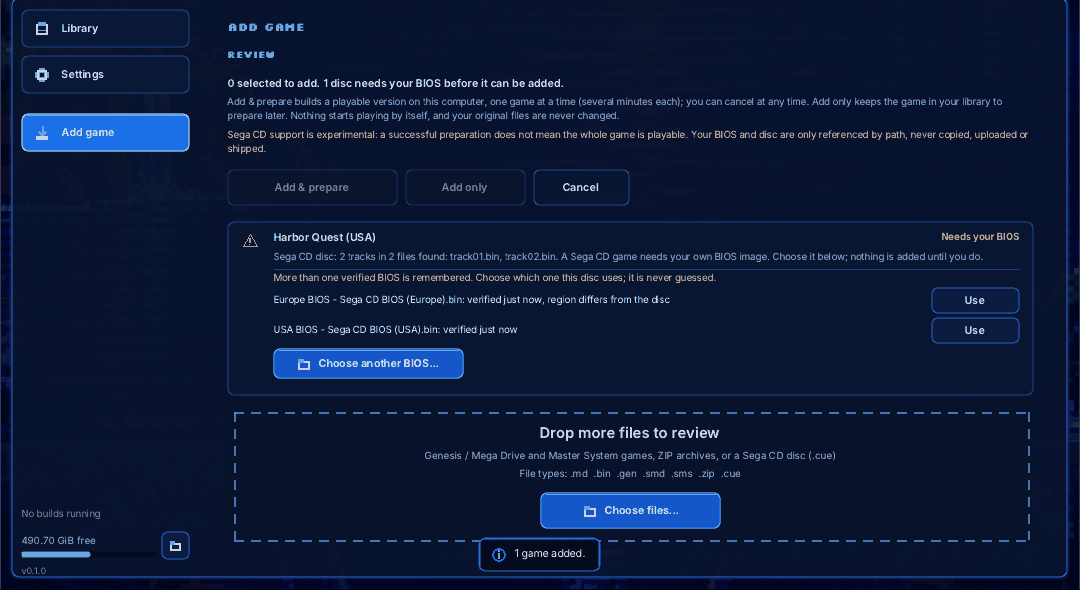 Library
Settings
Add game
No builds running
490.70 GiB free
v0.1.0
ADD GAME
REVIEW
0 selected to add. 1 disc needs your BIOS before it can be added.
Add & prepare builds a playable version on this computer, one game at a time (several minutes each); you can cancel at any time. Add only keeps the game in your library to
prepare later. Nothing starts playing by itself, and your original files are never changed.
Sega CD support is experimental: a successful preparation does not mean the whole game is playable. Your BIOS and disc are only referenced by path, never copied, uploaded or
shipped.
Add & prepare
Add only
Cancel
Harbor Quest (USA)
Needs your BIOS
Sega CD disc: 2 tracks in 2 files found: track01.bin, track02.bin. A Sega CD game needs your own BIOS image. Choose it below; nothing is added until you do.
More than one verified BIOS is remembered. Choose which one this disc uses; it is never guessed.
Europe BIOS - Sega CD BIOS (Europe).bin: verified just now, region differs from the disc
Use
USA BIOS - Sega CD BIOS (USA).bin: verified just now
Use
Choose another BIOS...
Drop more files to review
Genesis / Mega Drive and Master System games, ZIP archives, or a Sega CD disc (.cue)
File types: .md .bin .gen .smd .sms .zip .cue
Choose files...
1 game added.